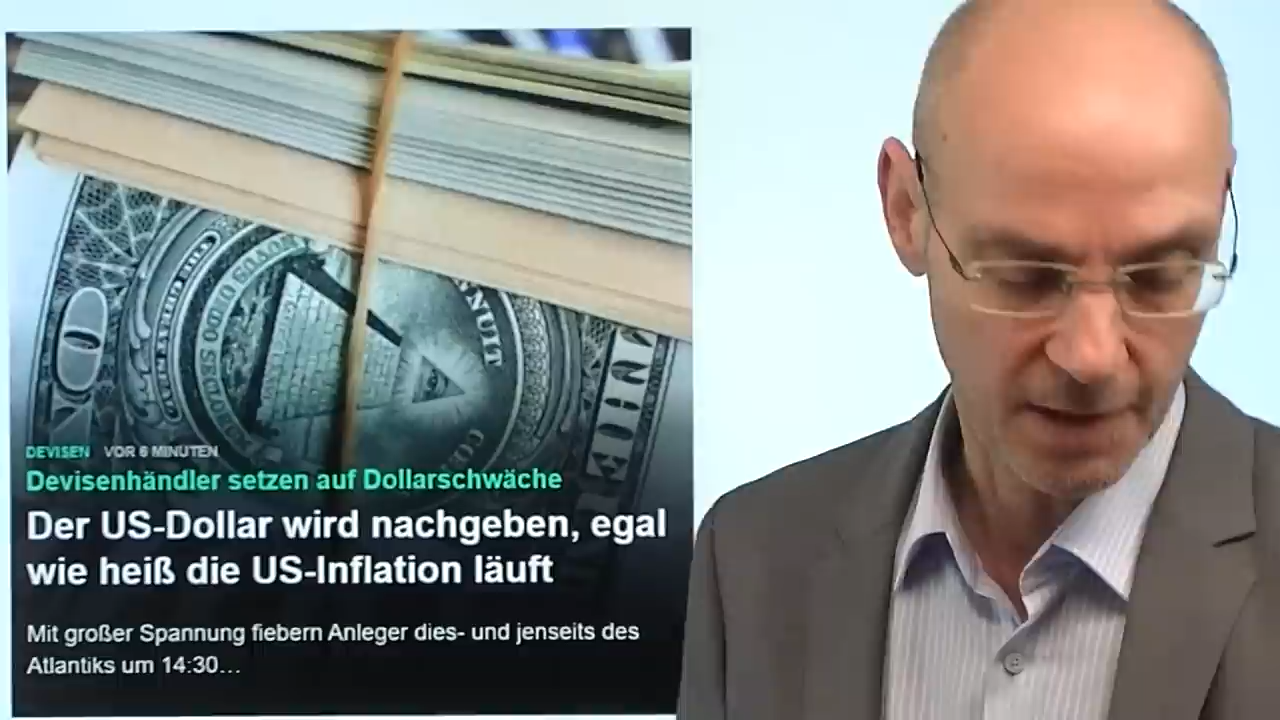 NUIT
DEVISEN VOR 6 MINUTEN
Devisenhändler setzen auf Dollarschwäche
Der US-Dollar wird nachgeben, egal
wie heiß die US-Inflation läuft
Mit großer Spannung fiebern Anleger dies- und jenseits des
Atlantiks um 14:30...